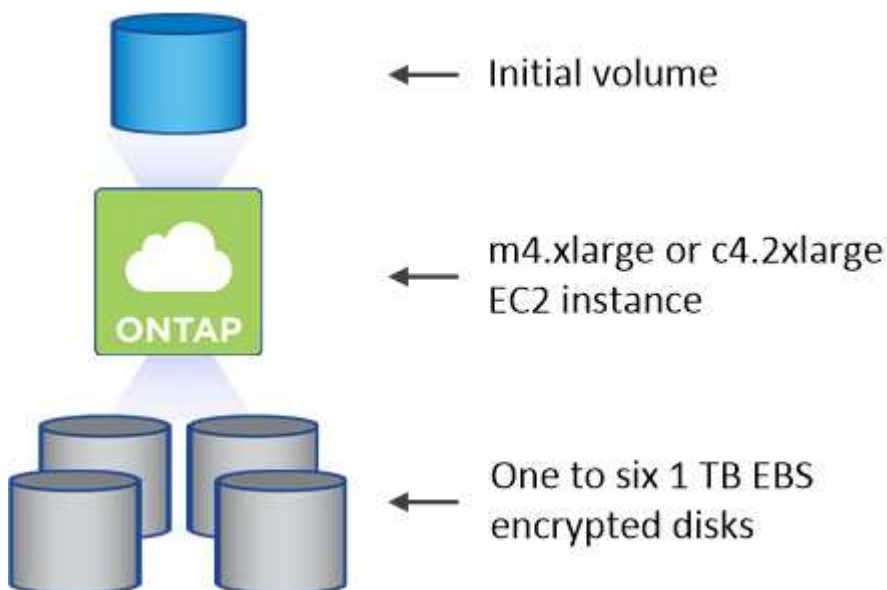 Initial volume
m4.xlarge or c4.2xlarge
EC2 instance
ONTAP
One to six 1 TB EBS
encrypted disks